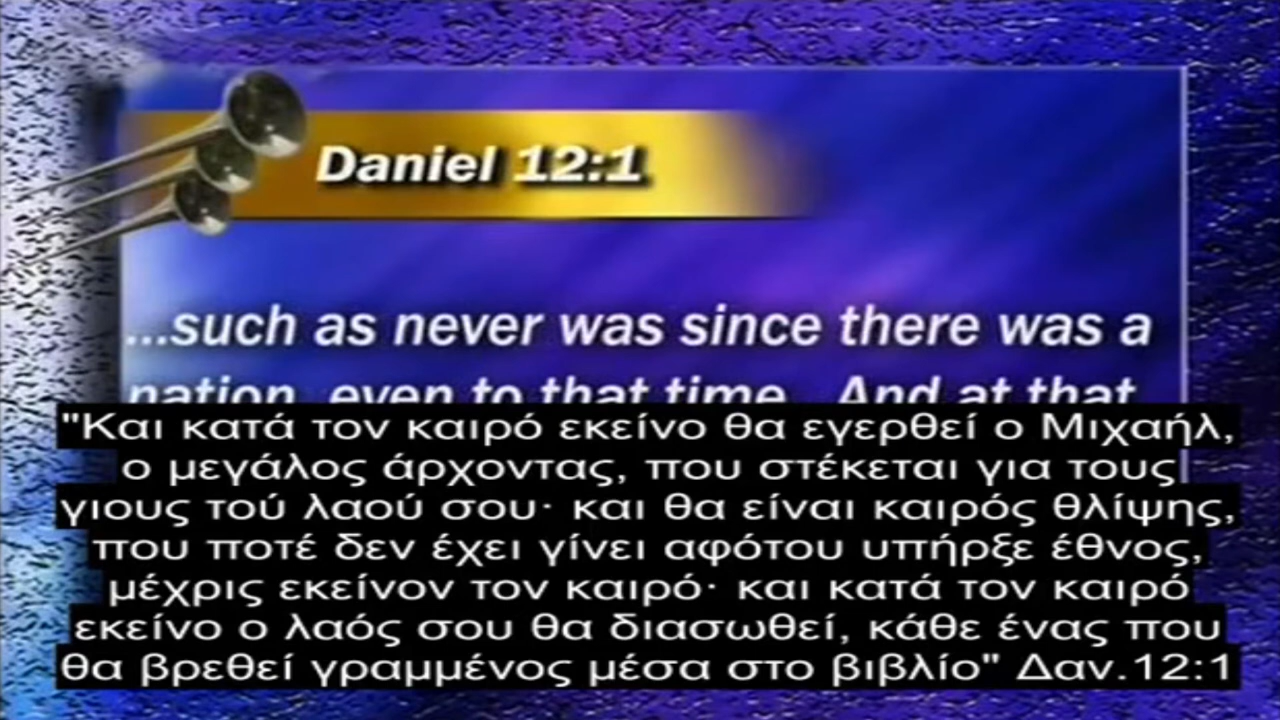 Daniel 12:1
...such as never was since there was a
nation, even to that time. And at that
"Και κατά τον καιρό εκείνο θα εγερθεί ο Μιχαήλ,
ο μεγάλος άρχοντας, που στέκεται για τους
γιους τού λαού σου· και θα είναι καιρός θλίψης,
που ποτέ δεν έχει γίνει αφότου υπήρξε έθνος,
μέχρις εκείνον τον καιρό· και κατά τον καιρό
εκείνο ο λαός σου θα διασωθεί, κάθε ένας που
θα βρεθεί γραμμένος μέσα στο βιβλίο" Δαν.12:1